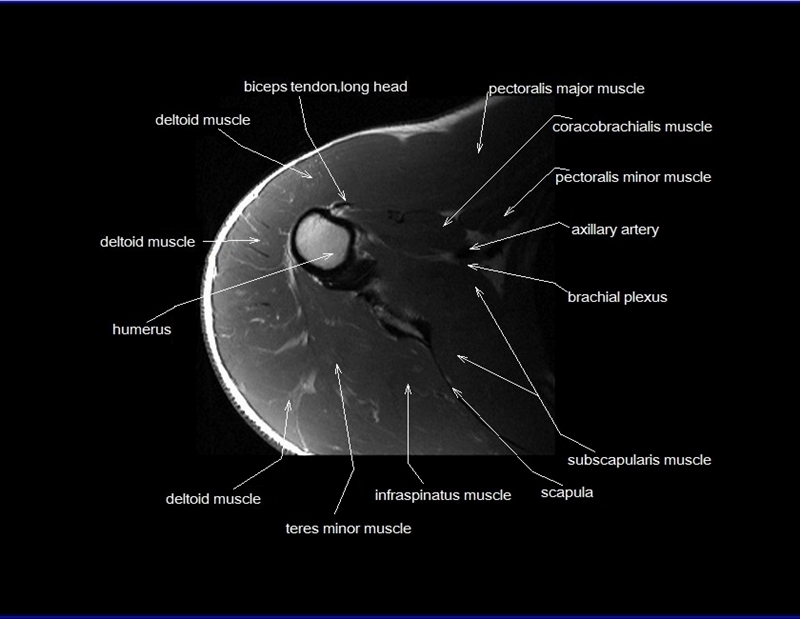 biceps tendon,long head
pectoralis major muscle
deltoid muscle
coracobrachialis muscle
pectoralis minor muscle
axillary artery
deltoid muscle
brachial plexus
humerus
subscapularis muscle
scapula
infraspinatus muscle
deltoid muscle
teres minor muscle